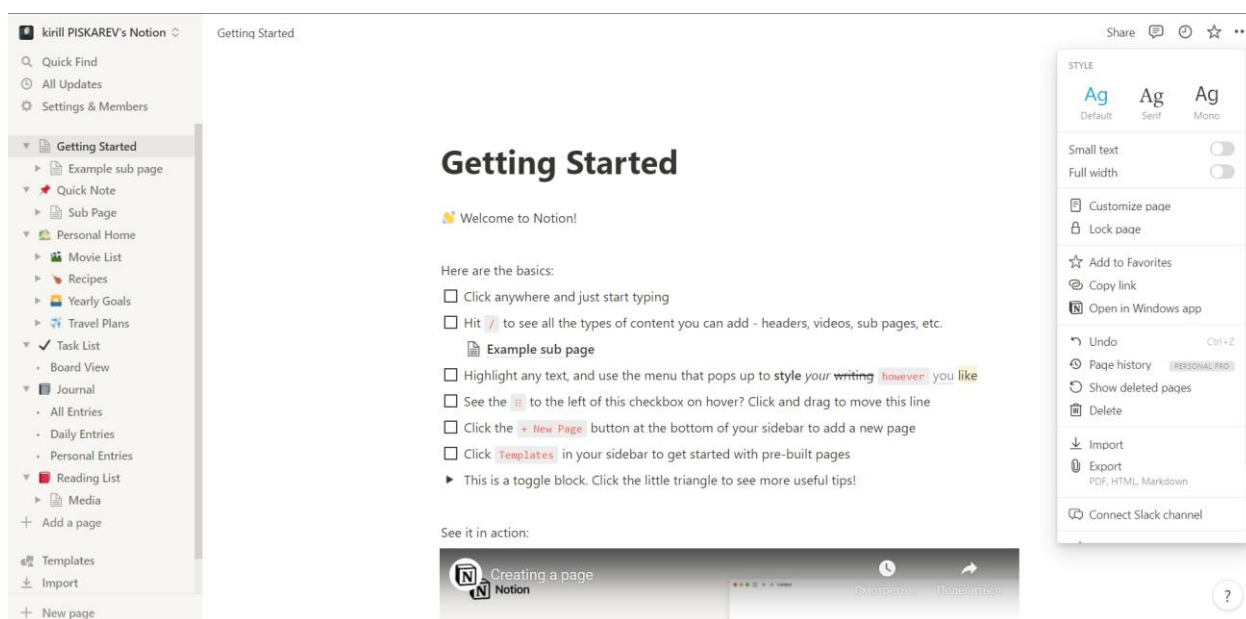 kirill PISKAREV's Notion
Quick Find
All Updates
Settings & Members
Getting Started
Example sub page
Quick Note
Sub Page
Personal Home
Movie List
Recipes
Yearly Goals
Travel Plans
Task List
Board View
Journal
All Entries
Daily Entries
Personal Entries
Reading List
Media
Add a page
Templates
Import
New page
Getting Started
Share
Getting Started
Welcome to Notion!
Here are the basics:
Click anywhere and just start typing
Hit / to see all the types of content you can add - headers, videos, sub pages, etc.
Example sub page
Highlight any text, and use the menu that pops up to style your writing however you like
See the ⠿ to the left of this checkbox on hover? Click and drag to move this line
Click the + New Page button at the bottom of your sidebar to add a new page
Click Templates in your sidebar to get started with pre-built pages
This is a toggle block. Click the little triangle to see more useful tips!
See it in action:
Creating a page
Notion
Поделиться
STYLE
Ag Ag Ag
Default Serif Mono
Small text
Full width
Customize page
Lock page
Add to Favorites
Copy link
Open in Windows app
Undo Ctrl+Z
Page history PERSONAL PRO
Show deleted pages
Delete
Import
Export
PDF, HTML, Markdown
Connect Slack channel
?